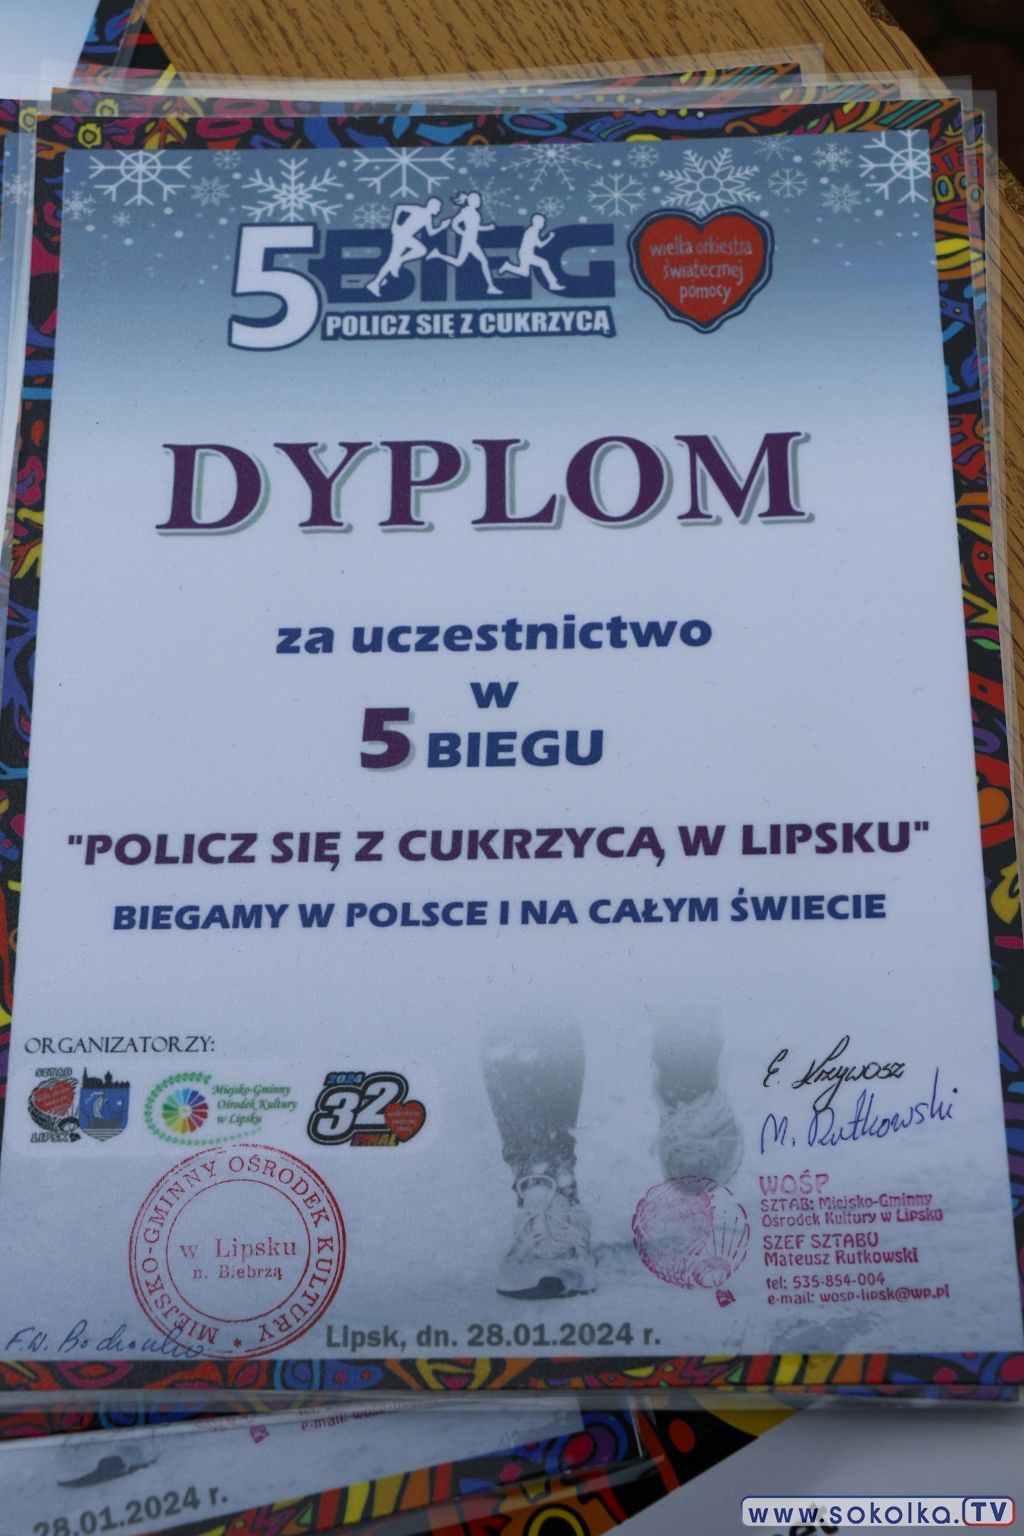 5 BIEG
POLICZ SIĘ Z CUKRZYCĄ
wielka orkiestra
świątecznej
pomocy
DYPLOM
za uczestnictwo
w
5 BIEGU
"POLICZ SIĘ Z CUKRZYCĄ W LIPSKU"
BIEGAMY W POLSCE I NA CAŁYM ŚWIECIE
ORGANIZATORZY:
SZTAB
LIPSK
Miejsko-Gminny
Ośrodek Kultury
w Lipsku
2024
32
FINAŁ
E. Krzywosz
M. Rutkowski
MIEJSKO-GMINNY OŚRODEK KULTURY *
w Lipsku
n. Biebrzą
WOŚP
SZTAB: Miejsko-Gminny
Ośrodek Kultury w Lipsku
SZEF SZTABU
Mateusz Rutkowski
tel: 535-854-004
e-mail: wosp-lipsk@wp.pl
Lipsk, dn. 28.01.2024 r.
28.01.2024 r.
www.sokolka.TV